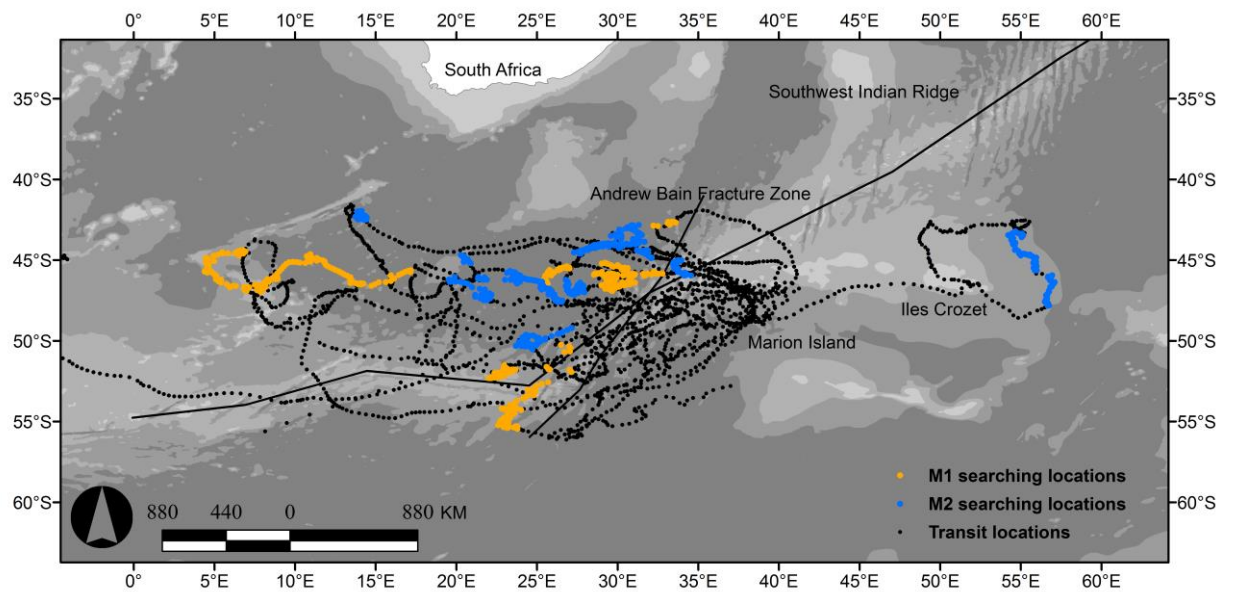 0° 5°E 10°E 15°E 20°E 25°E 30°E 35°E 40°E 45°E 50°E 55°E 60°E
South Africa
Southwest Indian Ridge
35°S 35°S
40°S 40°S
Andrew Bain Fracture Zone
45°S 45°S
Iles Crozet
50°S Marion Island 50°S
55°S 55°S
M1 searching locations
60°S 880 440 0 880 KM M2 searching locations 60°S
Transit locations
0° 5°E 10°E 15°E 20°E 25°E 30°E 35°E 40°E 45°E 50°E 55°E 60°E